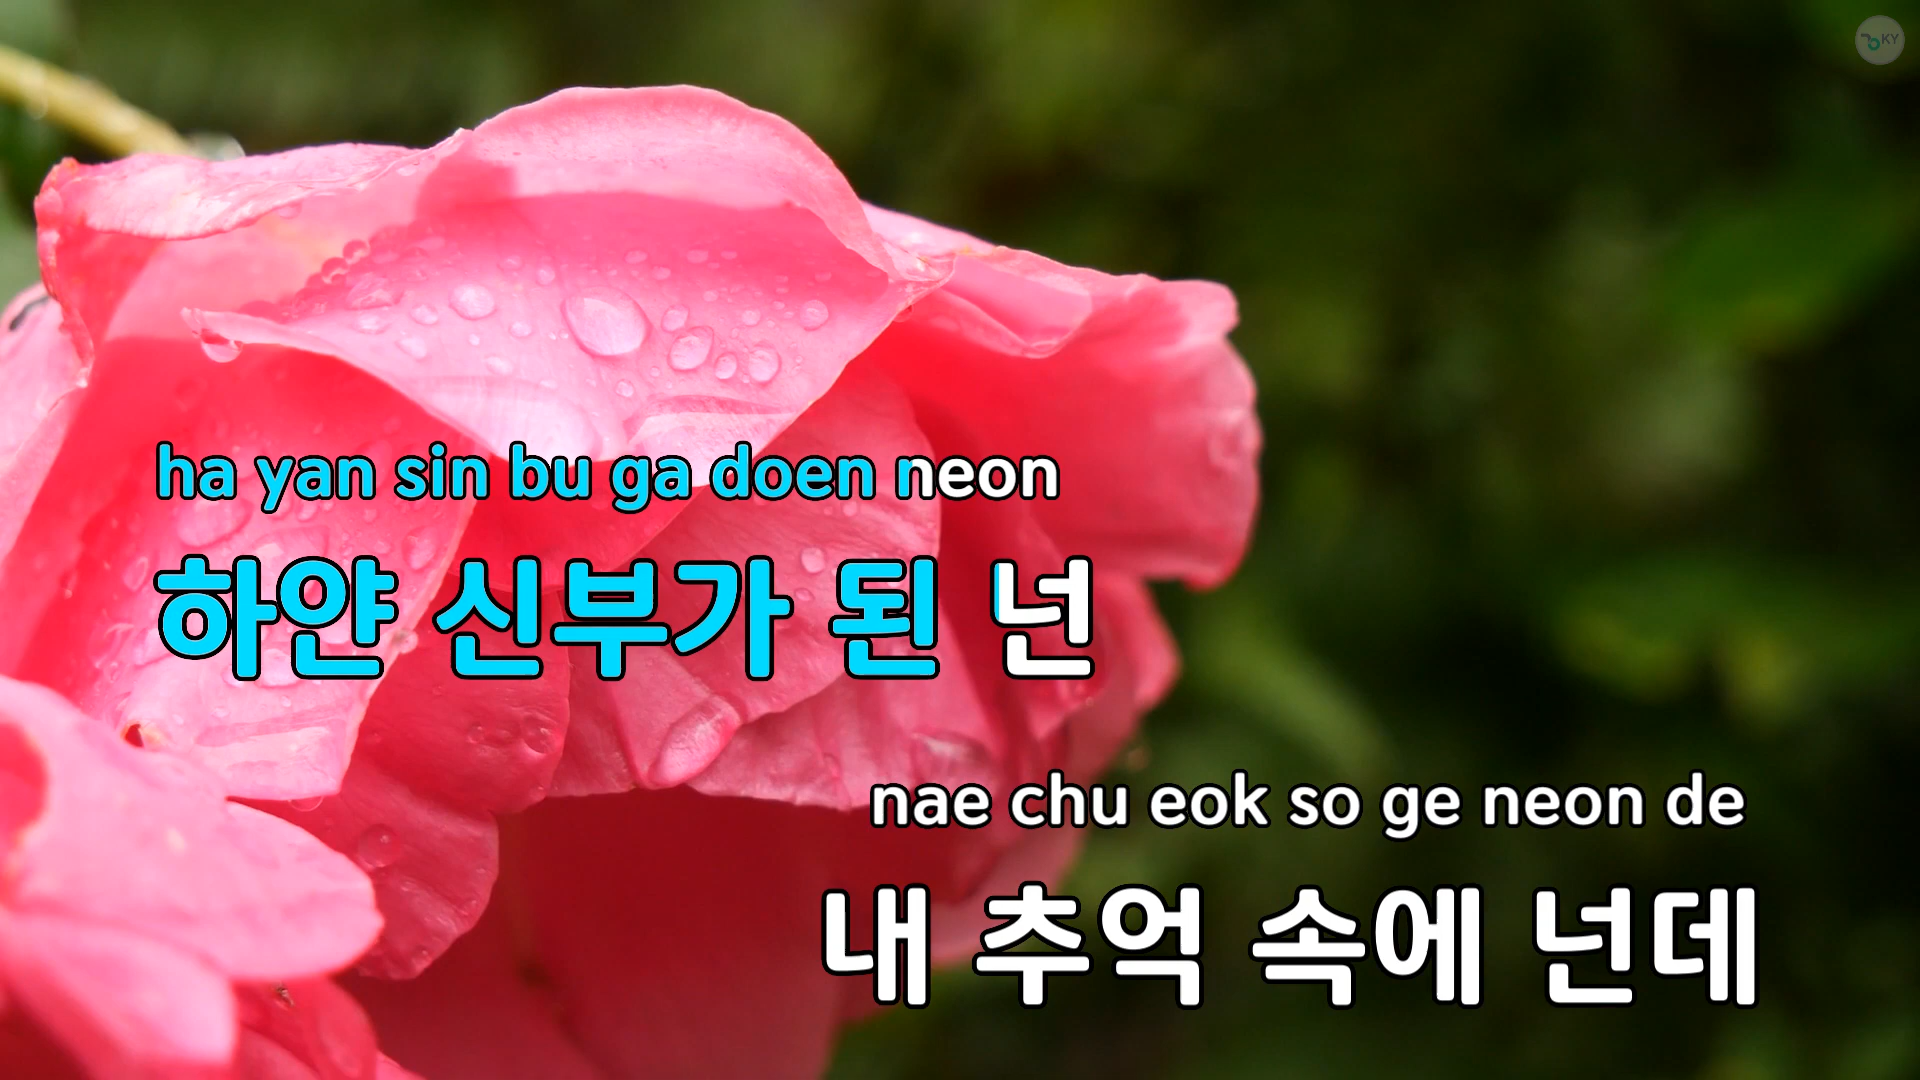 KY
ha yan sin bu ga doen neon
하얀 신부가 된 넌
nae chu eok so ge neon de
내 추억 속에 넌데